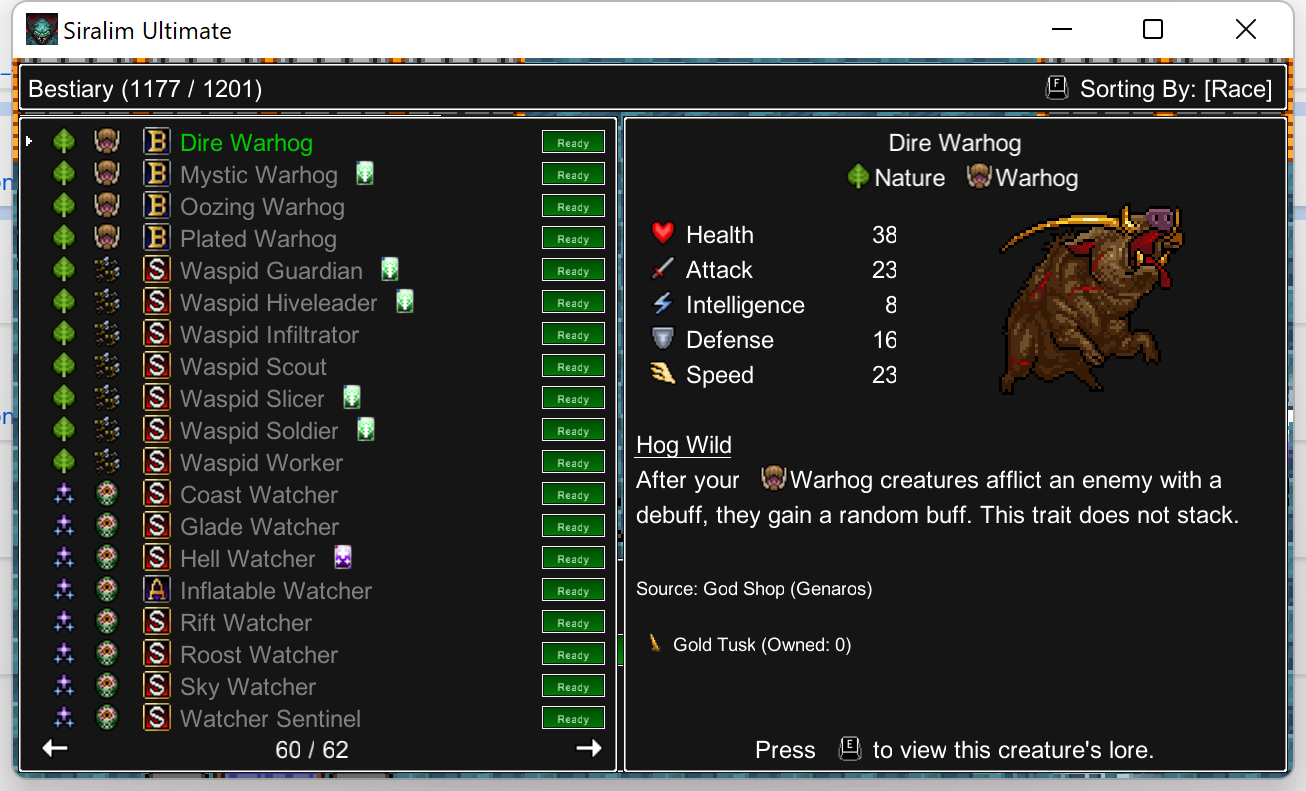 Siralim Ultimate
Bestiary (1177 / 1201)
F Sorting By: [Race]
B Dire Warhog Ready
B Mystic Warhog Ready
B Oozing Warhog Ready
B Plated Warhog Ready
S Waspid Guardian Ready
S Waspid Hiveleader Ready
S Waspid Infiltrator Ready
S Waspid Scout Ready
S Waspid Slicer Ready
S Waspid Soldier Ready
S Waspid Worker Ready
S Coast Watcher Ready
S Glade Watcher Ready
S Hell Watcher Ready
A Inflatable Watcher Ready
S Rift Watcher Ready
S Roost Watcher Ready
S Sky Watcher Ready
S Watcher Sentinel Ready
60 / 62
Dire Warhog
Nature Warhog
Health 38
Attack 23
Intelligence 8
Defense 16
Speed 23
Hog Wild
After your Warhog creatures afflict an enemy with a
debuff, they gain a random buff. This trait does not stack.
Source: God Shop (Genaros)
Gold Tusk (Owned: 0)
Press E to view this creature's lore.